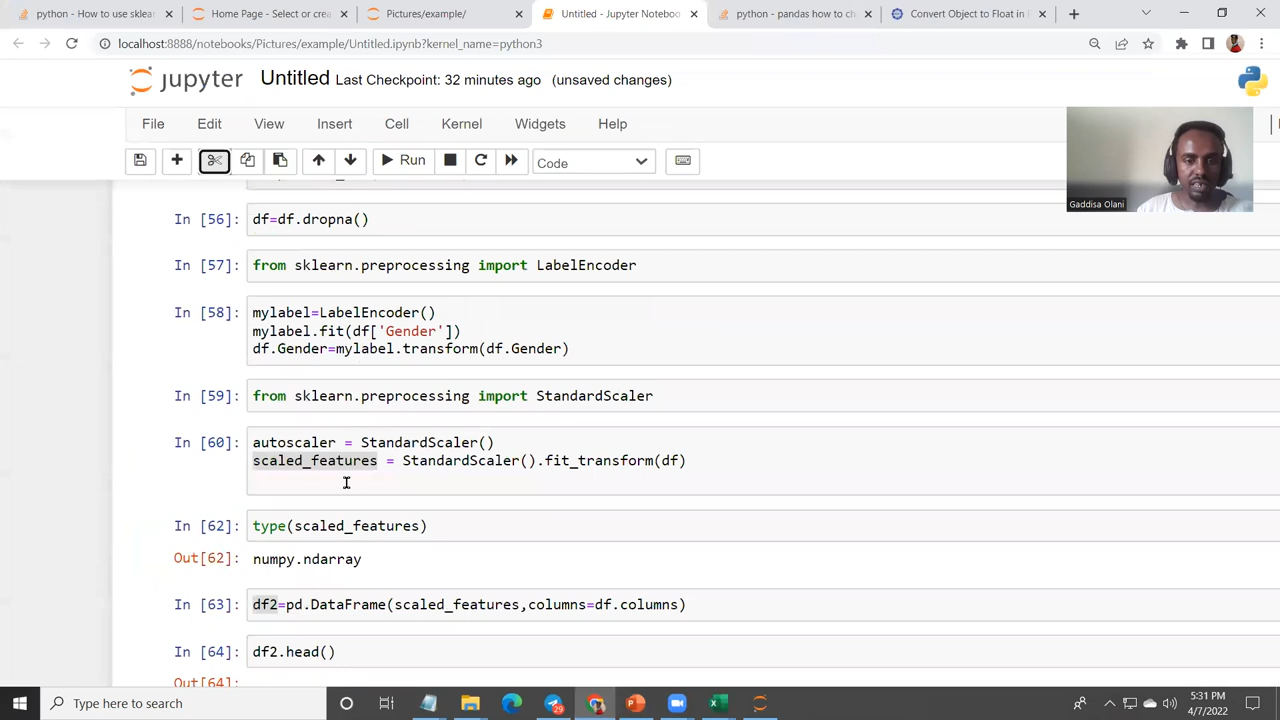 python - How to use sklear
Home Page - Select or crea
Pictures/example/
Untitled - Jupyter Notebook
python - pandas how to ch
Convert Object to Float in P
localhost:8888/notebooks/Pictures/example/Untitled.ipynb?kernel_name=python3
jupyter Untitled Last Checkpoint: 32 minutes ago (unsaved changes)
File Edit View Insert Cell Kernel Widgets Help
Run Code
Gaddisa Olani
In [56]: df=df.dropna()
In [57]: from sklearn.preprocessing import LabelEncoder
In [58]: mylabel=LabelEncoder()
mylabel.fit(df['Gender'])
df.Gender=mylabel.transform(df.Gender)
In [59]: from sklearn.preprocessing import StandardScaler
In [60]: autoscaler = StandardScaler()
scaled_features = StandardScaler().fit_transform(df)
In [62]: type(scaled_features)
Out[62]: numpy.ndarray
In [63]: df2=pd.DataFrame(scaled_features,columns=df.columns)
In [64]: df2.head()
Out[64]:
Type here to search
29
5:31 PM
4/7/2022